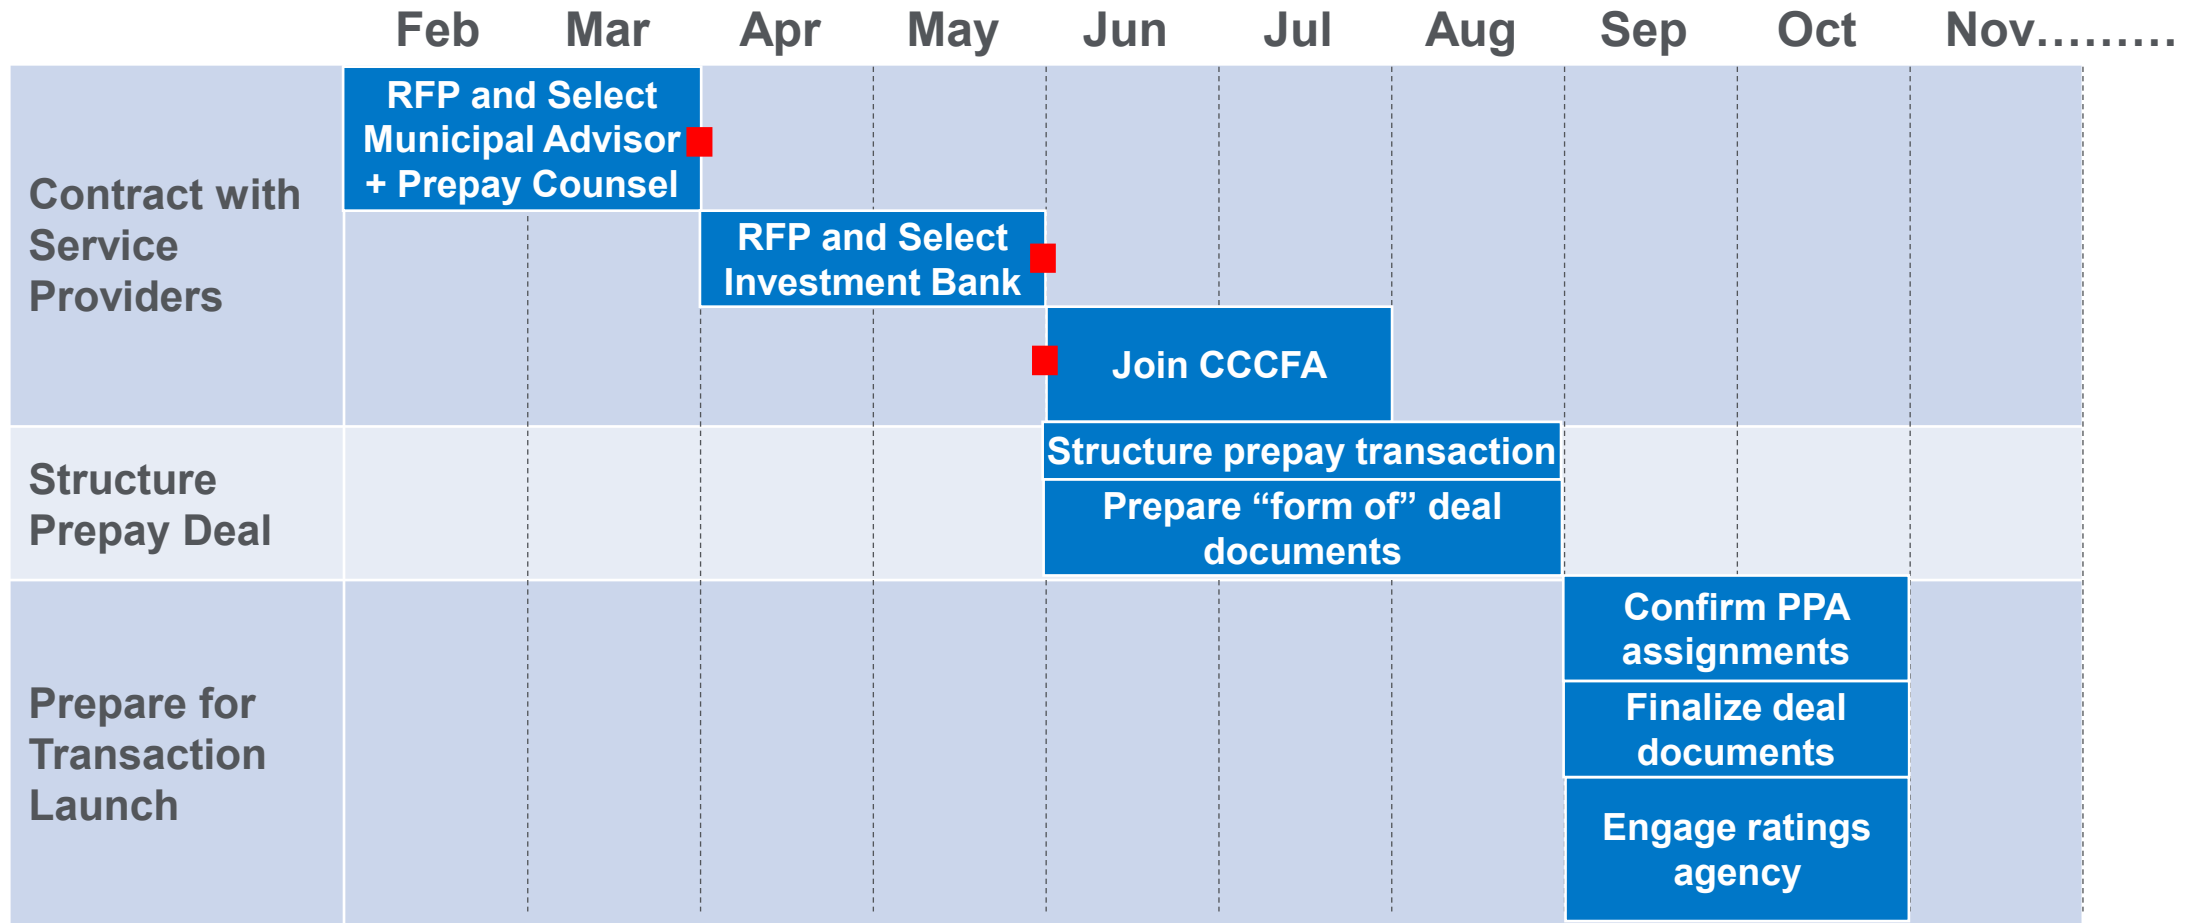 Feb Mar Apr May Jun Jul Aug Sep Oct Nov.........
Contract with
Service
Providers
RFP and Select
Municipal Advisor
+ Prepay Counsel
RFP and Select
Investment Bank
Join CCCFA
Structure
Prepay Deal
Structure prepay transaction
Prepare “form of” deal
documents
Prepare for
Transaction
Launch
Confirm PPA
assignments
Finalize deal
documents
Engage ratings
agency